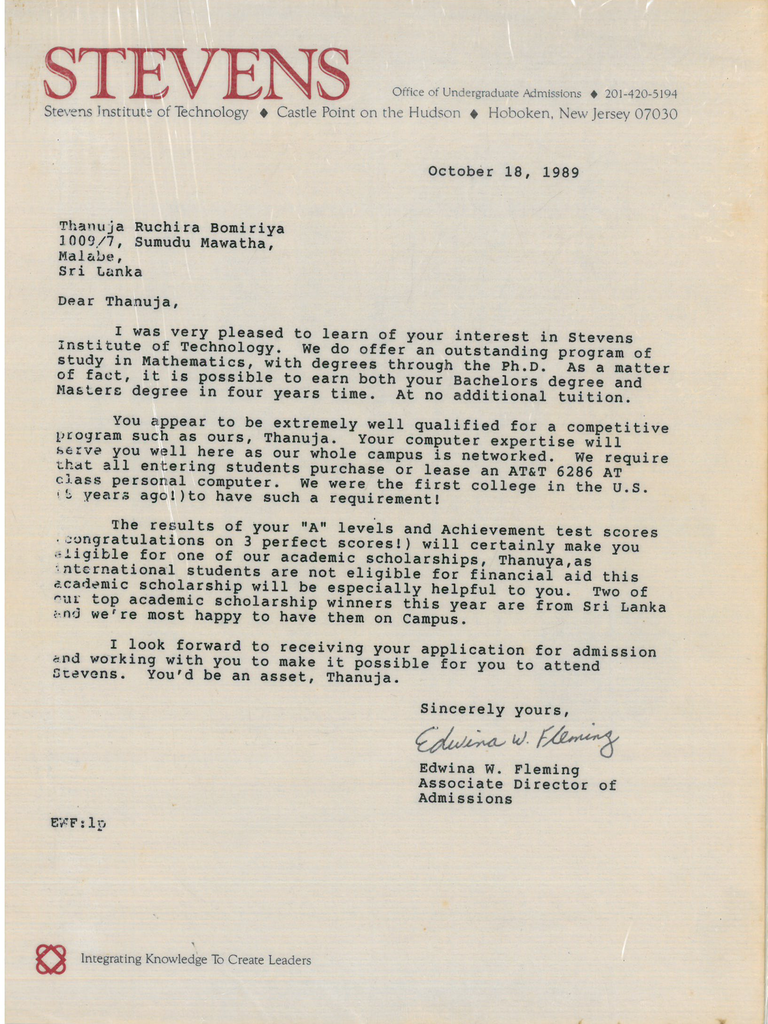 STEVENS
Office of Undergraduate Admissions ♦ 201-420-5194
Stevens Institute of Technology ♦ Castle Point on the Hudson ♦ Hoboken, New Jersey 07030
October 18, 1989
Thanuja Ruchira Bomiriya
1009/7, Sumudu Mawatha,
Malabe,
Sri Lanka
Dear Thanuja,
I was very pleased to learn of your interest in Stevens
Institute of Technology. We do offer an outstanding program of
study in Mathematics, with degrees through the Ph.D. As a matter
of fact, it is possible to earn both your Bachelors degree and
Masters degree in four years time. At no additional tuition.
You appear to be extremely well qualified for a competitive
program such as ours, Thanuja. Your computer expertise will
serve you well here as our whole campus is networked. We require
that all entering students purchase or lease an AT&T 6286 AT
class personal computer. We were the first college in the U.S.
(5 years ago!)to have such a requirement!
The results of your "A" levels and Achievement test scores
(congratulations on 3 perfect scores!) will certainly make you
eligible for one of our academic scholarships, Thanuya,as
international students are not eligible for financial aid this
academic scholarship will be especially helpful to you. Two of
our top academic scholarship winners this year are from Sri Lanka
and we're most happy to have them on Campus.
I look forward to receiving your application for admission
and working with you to make it possible for you to attend
Stevens. You'd be an asset, Thanuja.
Sincerely yours,
Edwina W. Fleming
Edwina W. Fleming
Associate Director of
Admissions
EWF:lp
Integrating Knowledge To Create Leaders